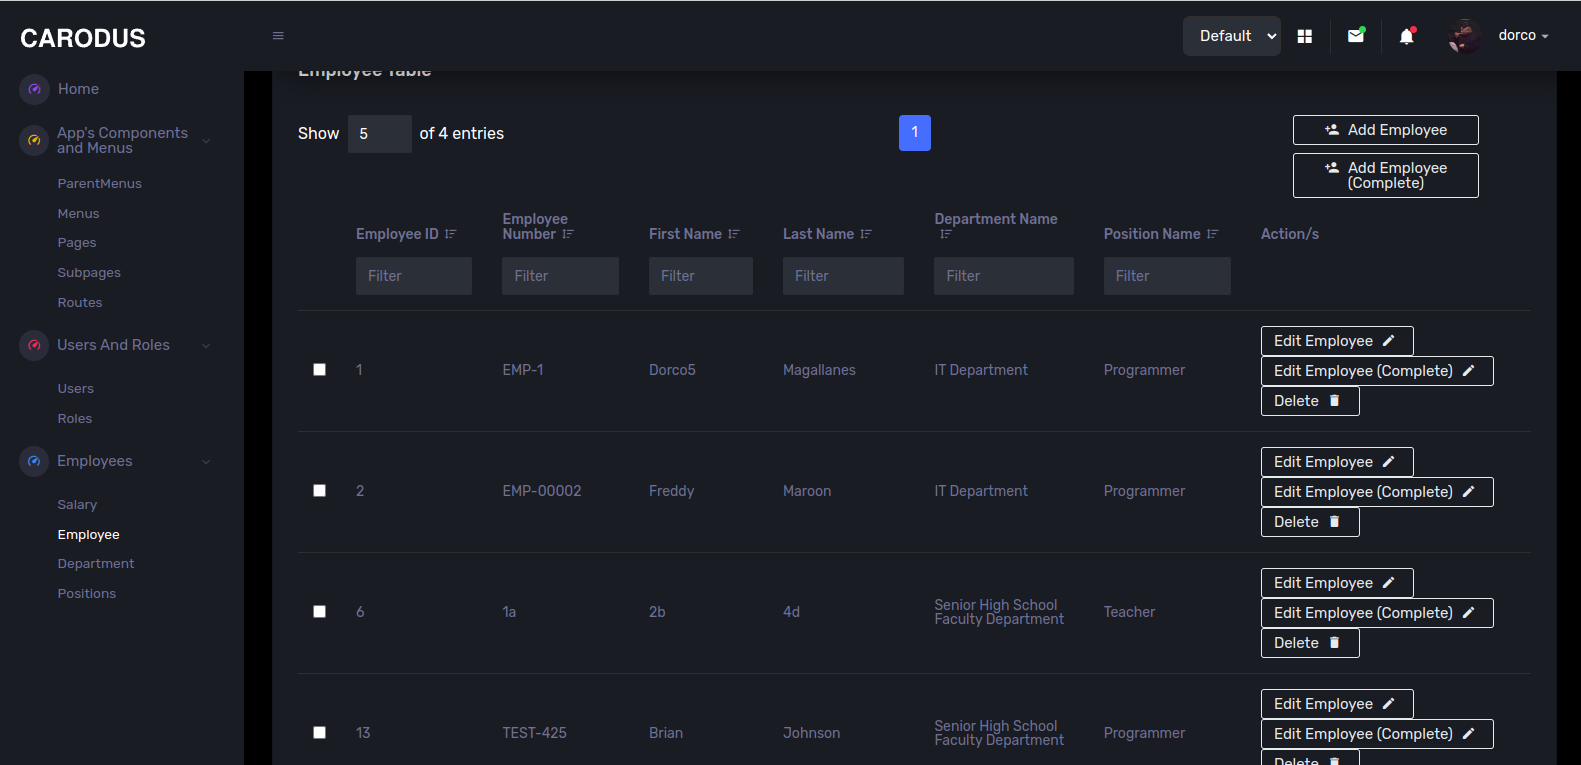 CARODUS
Default
dorco
Home
App's Components
and Menus
ParentMenus
Menus
Pages
Subpages
Routes
Users And Roles
Users
Roles
Employees
Salary
Employee
Department
Positions
Employee Table
Show 5 of 4 entries
1
Add Employee
Add Employee
(Complete)
Employee ID
Employee
Number
First Name
Last Name
Department Name
Position Name
Action/s
Filter Filter Filter Filter Filter Filter
1 EMP-1 Dorco5 Magallanes IT Department Programmer
Edit Employee
Edit Employee (Complete)
Delete
2 EMP-00002 Freddy Maroon IT Department Programmer
Edit Employee
Edit Employee (Complete)
Delete
6 1a 2b 4d Senior High School
Faculty Department
Teacher
Edit Employee
Edit Employee (Complete)
Delete
13 TEST-425 Brian Johnson Senior High School
Faculty Department
Programmer
Edit Employee
Edit Employee (Complete)
Delete